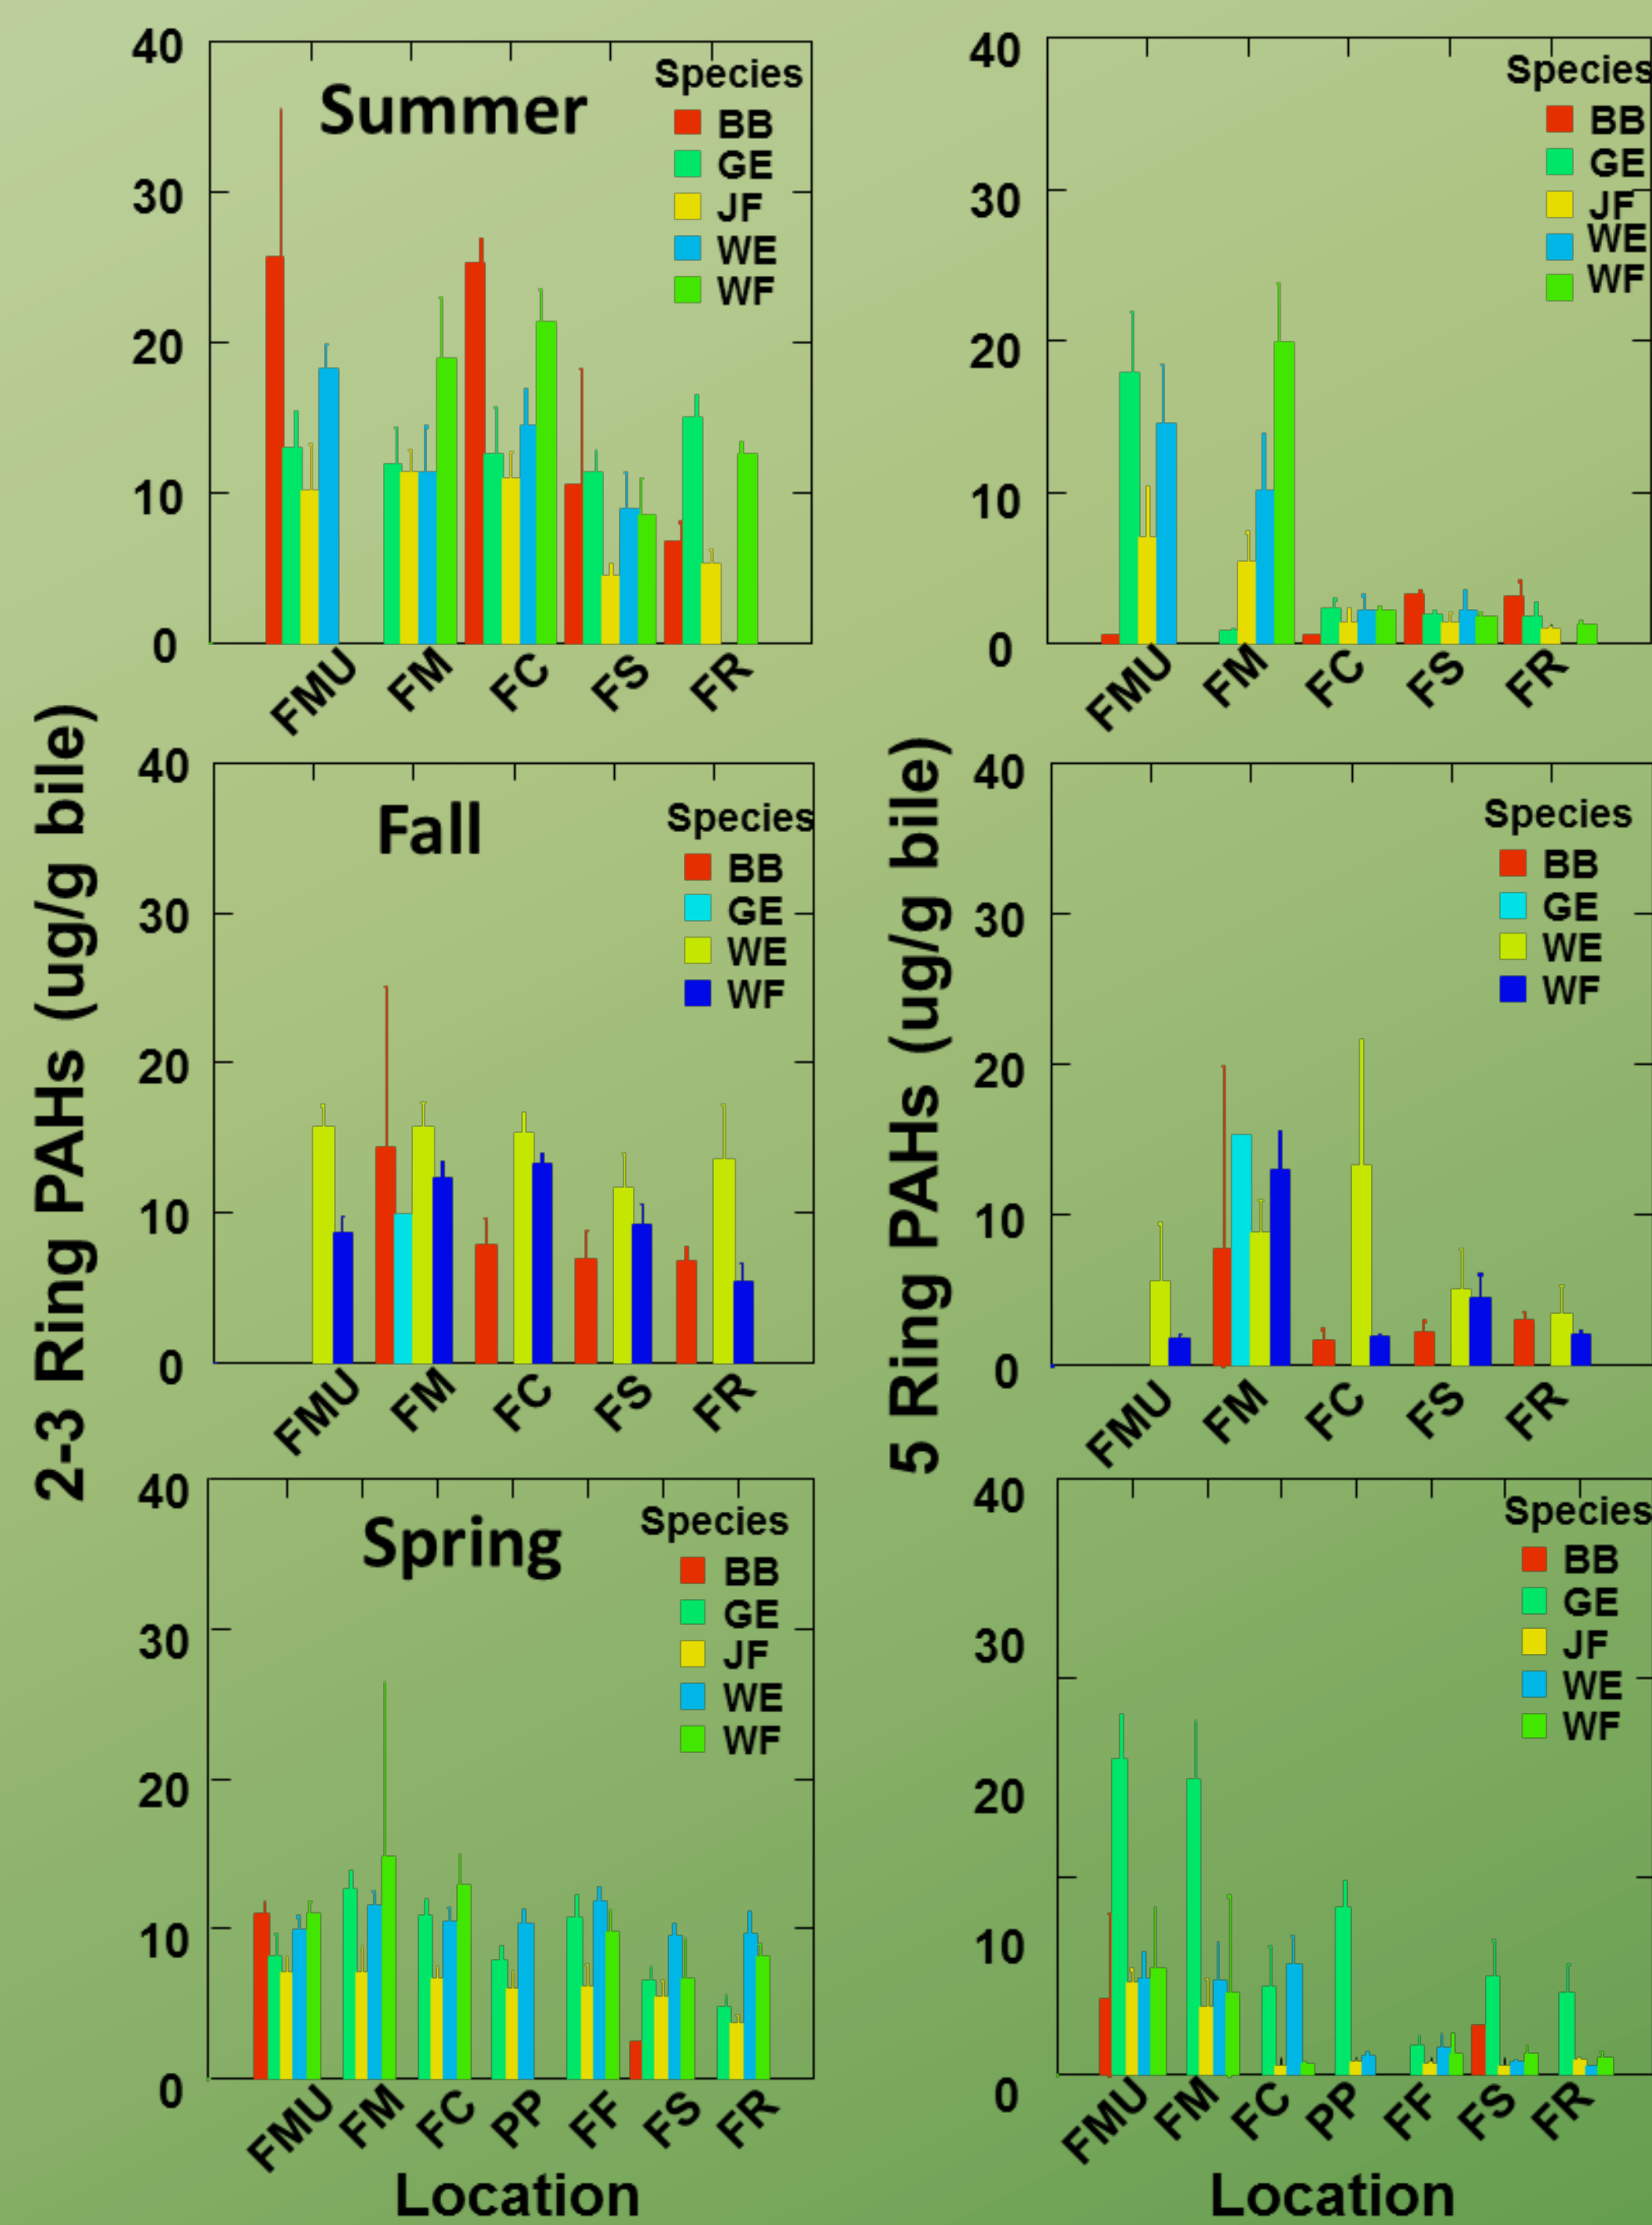 2-3 Ring PAHs (ug/g bile)
5 Ring PAHs (ug/g bile)
Summer
40
30
20
10
0
Species
BB
GE
JF
WE
WF
FMU
FM
FC
FS
FR
40
30
20
10
0
Species
BB
GE
JF
WE
WF
FMU
FM
FC
FS
FR
Fall
40
30
20
10
0
Species
BB
GE
WE
WF
FMU
FM
FC
FS
FR
40
30
20
10
0
Species
BB
GE
WE
WF
FMU
FM
FC
FS
FR
Spring
40
30
20
10
0
Species
BB
GE
JF
WE
WF
FMU
FM
FC
PP
FF
FS
FR
Location
40
30
20
10
0
Species
BB
GE
JF
WE
WF
FMU
FM
FC
PP
FF
FS
FR
Location